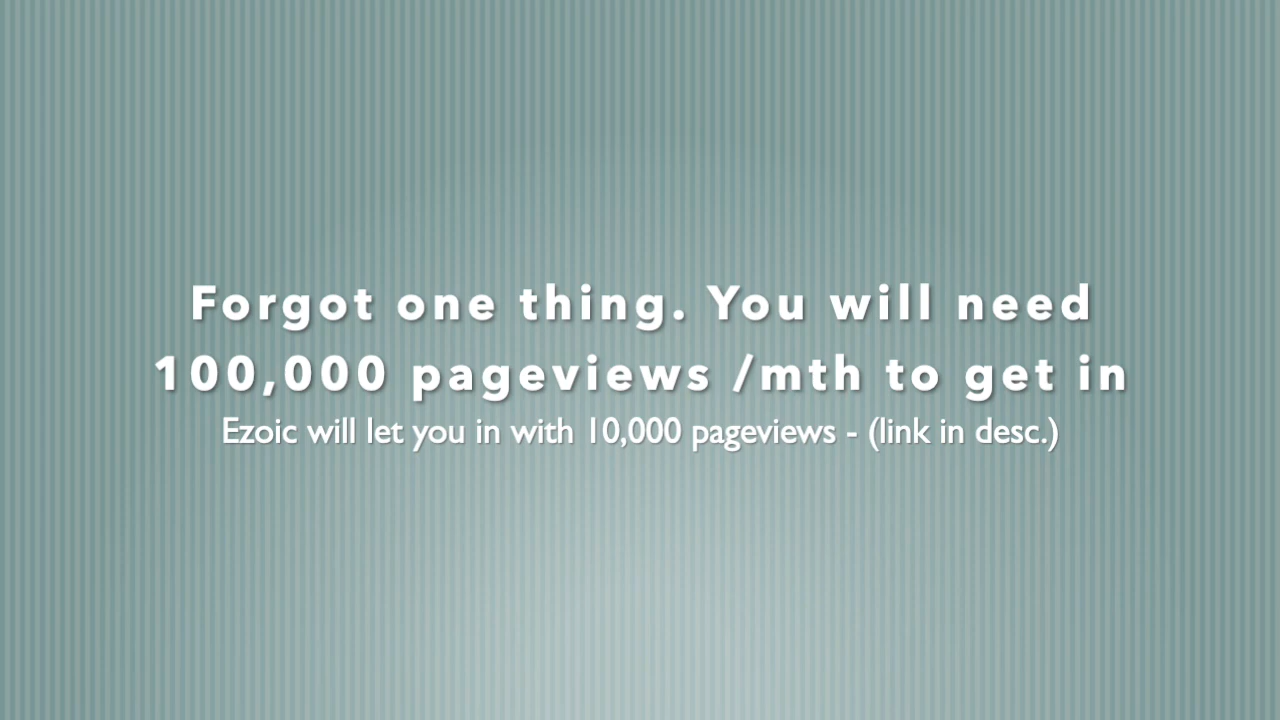 Forgot one thing. You will need
100,000 pageviews /mth to get in
Ezoic will let you in with 10,000 pageviews - (link in desc.)